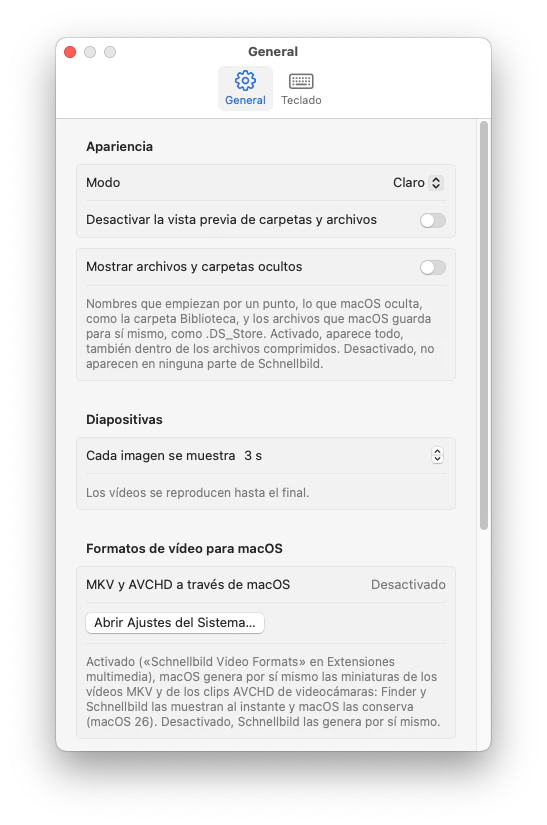 General
General
Teclado
Apariencia
Modo
Claro
Desactivar la vista previa de carpetas y archivos
Mostrar archivos y carpetas ocultos
Nombres que empiezan por un punto, lo que macOS oculta,
como la carpeta Biblioteca, y los archivos que macOS guarda
para sí mismo, como .DS_Store. Activado, aparece todo,
también dentro de los archivos comprimidos. Desactivado, no
aparecen en ninguna parte de Schnellbild.
Diapositivas
Cada imagen se muestra 3 s
Los vídeos se reproducen hasta el final.
Formatos de vídeo para macOS
MKV y AVCHD a través de macOS
Desactivado
Abrir Ajustes del Sistema...
Activado («Schnellbild Video Formats» en Extensiones
multimedia), macOS genera por sí mismo las miniaturas de los
vídeos MKV y de los clips AVCHD de videocámaras: Finder y
Schnellbild las muestran al instante y macOS las conserva
(macOS 26). Desactivado, Schnellbild las genera por sí mismo.